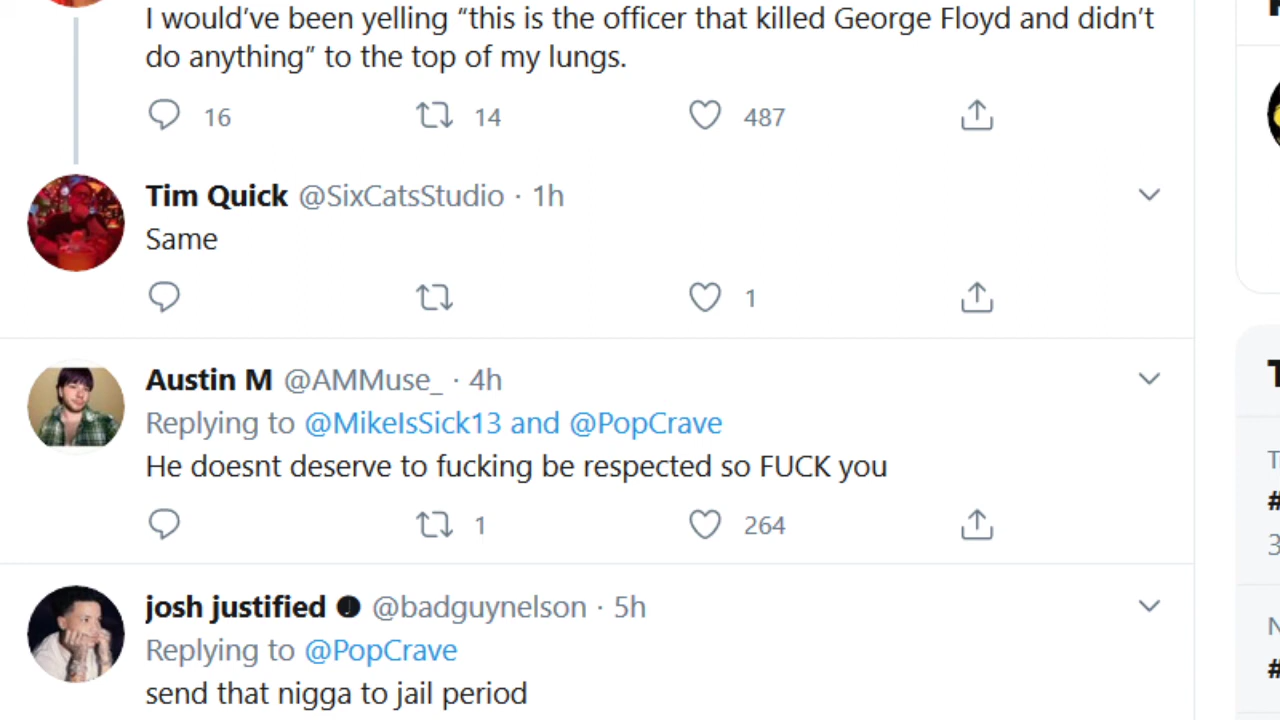 I would've been yelling “this is the officer that killed George Floyd and didn't
do anything” to the top of my lungs.
16 14 487
Tim Quick @SixCatsStudio · 1h
Same
1
Austin M @AMMuse_ · 4h
Replying to @MikeIsSick13 and @PopCrave
He doesnt deserve to fucking be respected so FUCK you
1 264
josh justified @badguynelson · 5h
Replying to @PopCrave
send that nigga to jail period